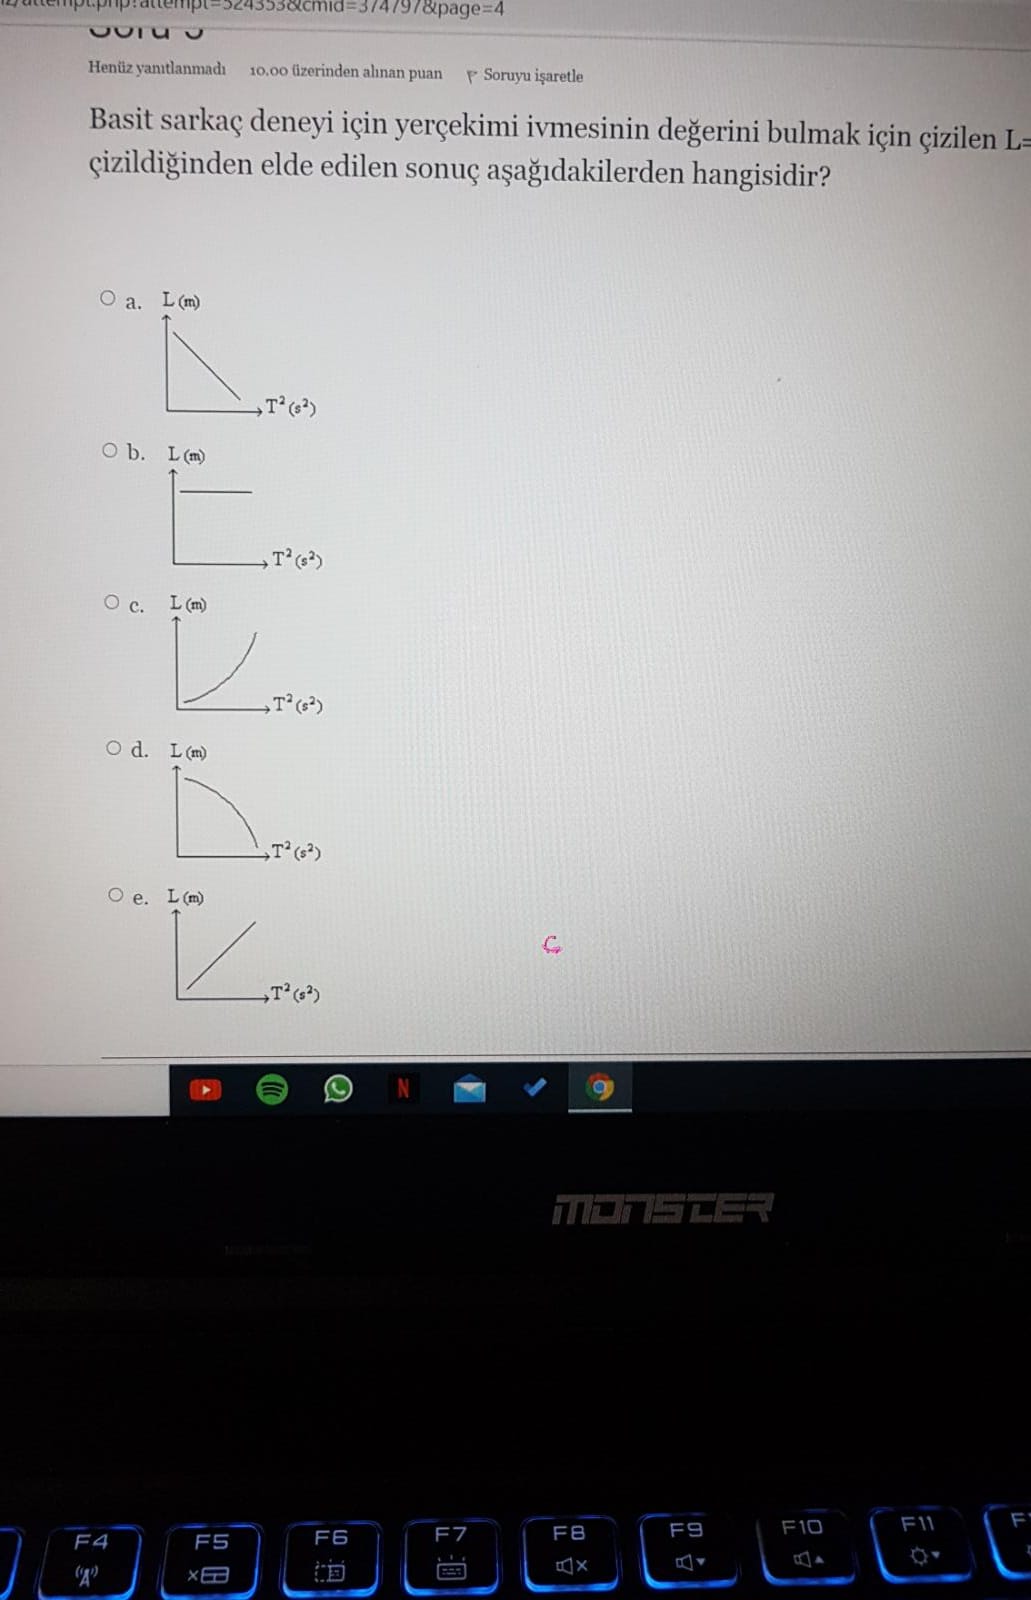 attempt.php?attempt=524353&cmid=374797&page=4
Henüz yanıtlanmadı 10,00 üzerinden alınan puan Soruyu işaretle
Basit sarkaç deneyi için yerçekimi ivmesinin değerini bulmak için çizilen L=
çizildiğinden elde edilen sonuç aşağıdakilerden hangisidir?
a. L (m)
T² (s²)
b. L (m)
T² (s²)
c. L (m)
T² (s²)
d. L (m)
T² (s²)
e. L (m)
T² (s²)
N
MONSTER
F4 F5 F6 F7 F8 F9 F10 F11